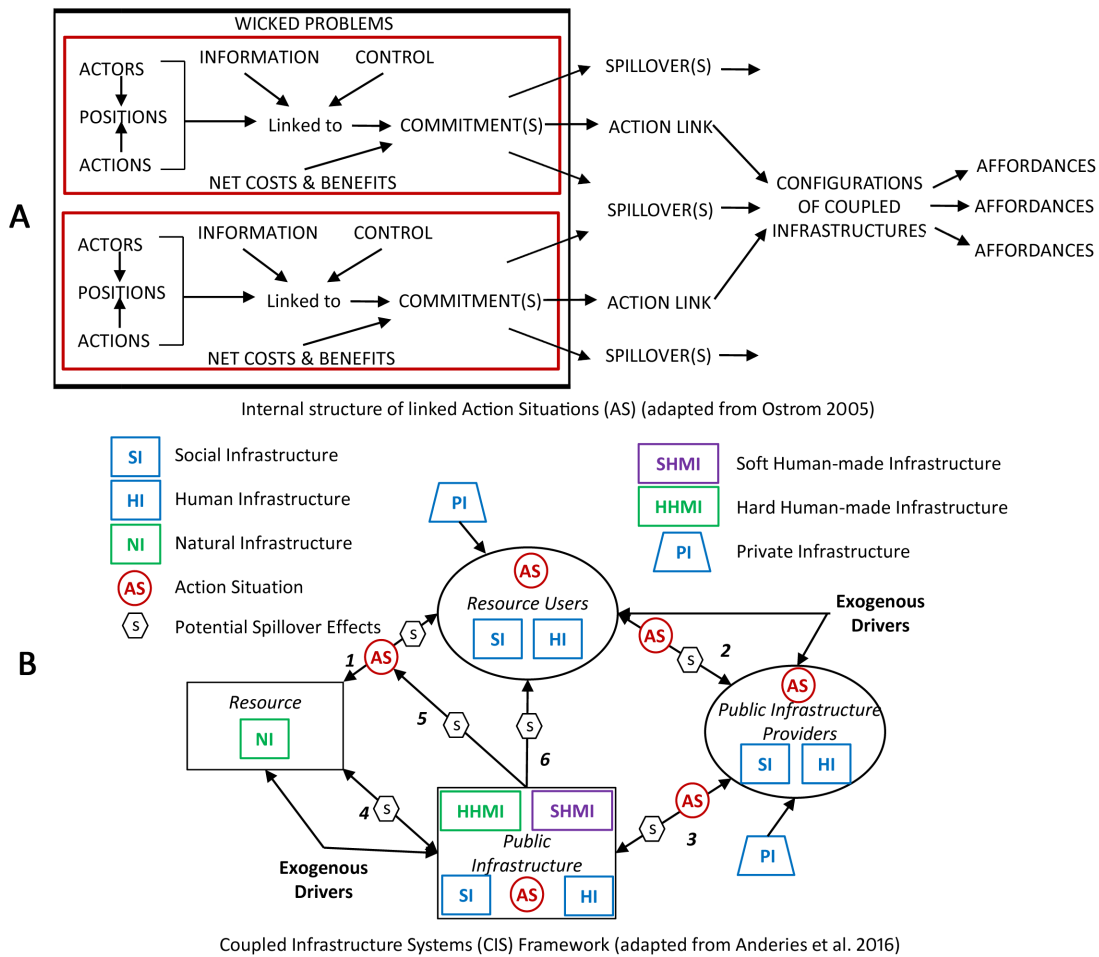 WICKED PROBLEMS
ACTORS
POSITIONS
ACTIONS
INFORMATION
CONTROL
Linked to
COMMITMENT(S)
NET COSTS & BENEFITS
SPILLOVER(S)
ACTION LINK
A
ACTORS
POSITIONS
ACTIONS
INFORMATION
CONTROL
Linked to
COMMITMENT(S)
NET COSTS & BENEFITS
SPILLOVER(S)
ACTION LINK
SPILLOVER(S)
CONFIGURATIONS
OF COUPLED
INFRASTRUCTURES
AFFORDANCES
AFFORDANCES
AFFORDANCES
Internal structure of linked Action Situations (AS) (adapted from Ostrom 2005)
SI Social Infrastructure
HI Human Infrastructure
NI Natural Infrastructure
AS Action Situation
S Potential Spillover Effects
SHMI Soft Human-made Infrastructure
HHMI Hard Human-made Infrastructure
PI Private Infrastructure
B
PI
AS
Resource Users
SI HI
Exogenous
Drivers
1
AS
S
AS
S
2
Resource
NI
5
S
S
6
AS
Public Infrastructure
Providers
SI HI
4
S
HHMI SHMI
Public
Infrastructure
SI AS HI
AS
S
3
PI
Exogenous
Drivers
Coupled Infrastructure Systems (CIS) Framework (adapted from Anderies et al. 2016)